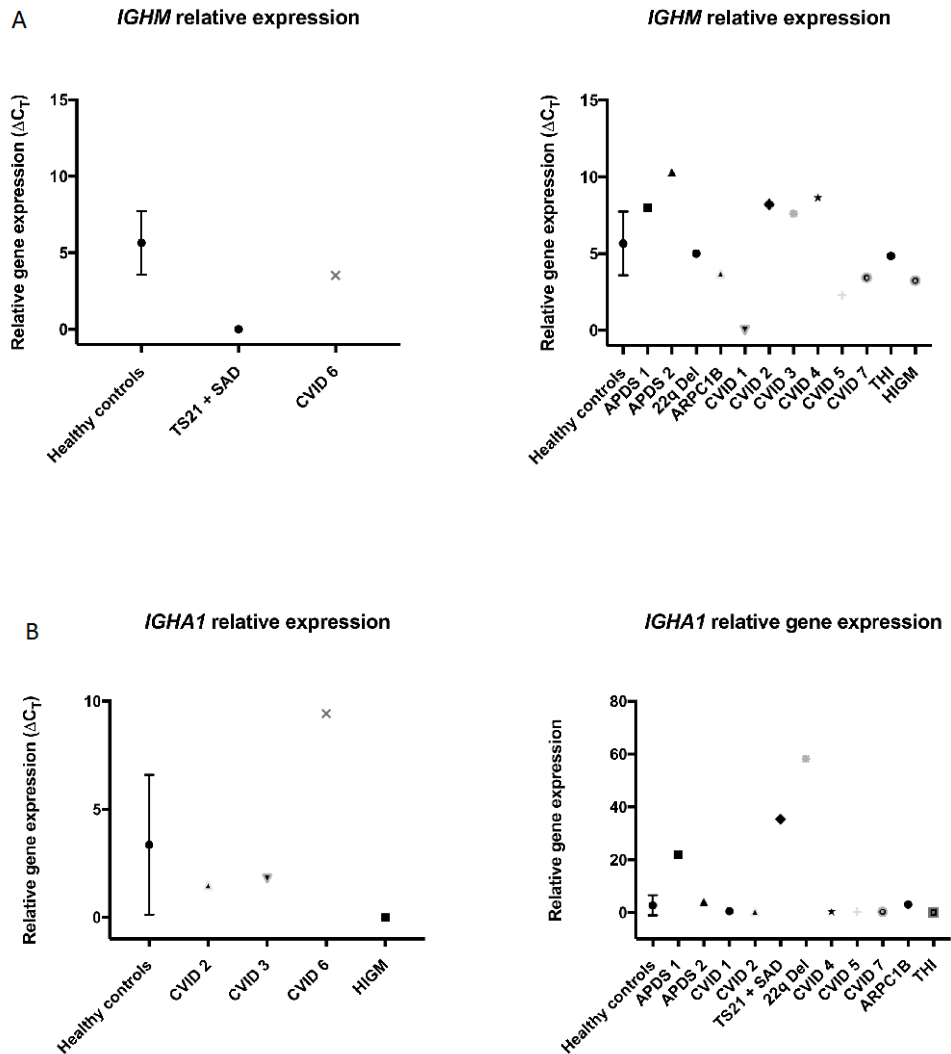 A
IGHM relative expression
Relative gene expression (ΔCT)
15
10
5
0
Healthy controls
TS21 + SAD
CVID 6
IGHM relative expression
Relative gene expression (ΔCT)
15
10
5
0
Healthy controls
APDS 1
APDS 2
22q Del
ARPC1B
CVID 1
CVID 2
CVID 3
CVID 4
CVID 5
CVID 7
THI
HIGM
B
IGHA1 relative expression
Relative gene expression (ΔCT)
10
5
0
Healthy controls
CVID 2
CVID 3
CVID 6
HIGM
IGHA1 relative gene expression
Relative gene expression
80
60
40
20
0
Healthy controls
APDS 1
APDS 2
CVID 1
CVID 2
TS21 + SAD
22q Del
CVID 4
CVID 5
CVID 7
ARPC1B
THI